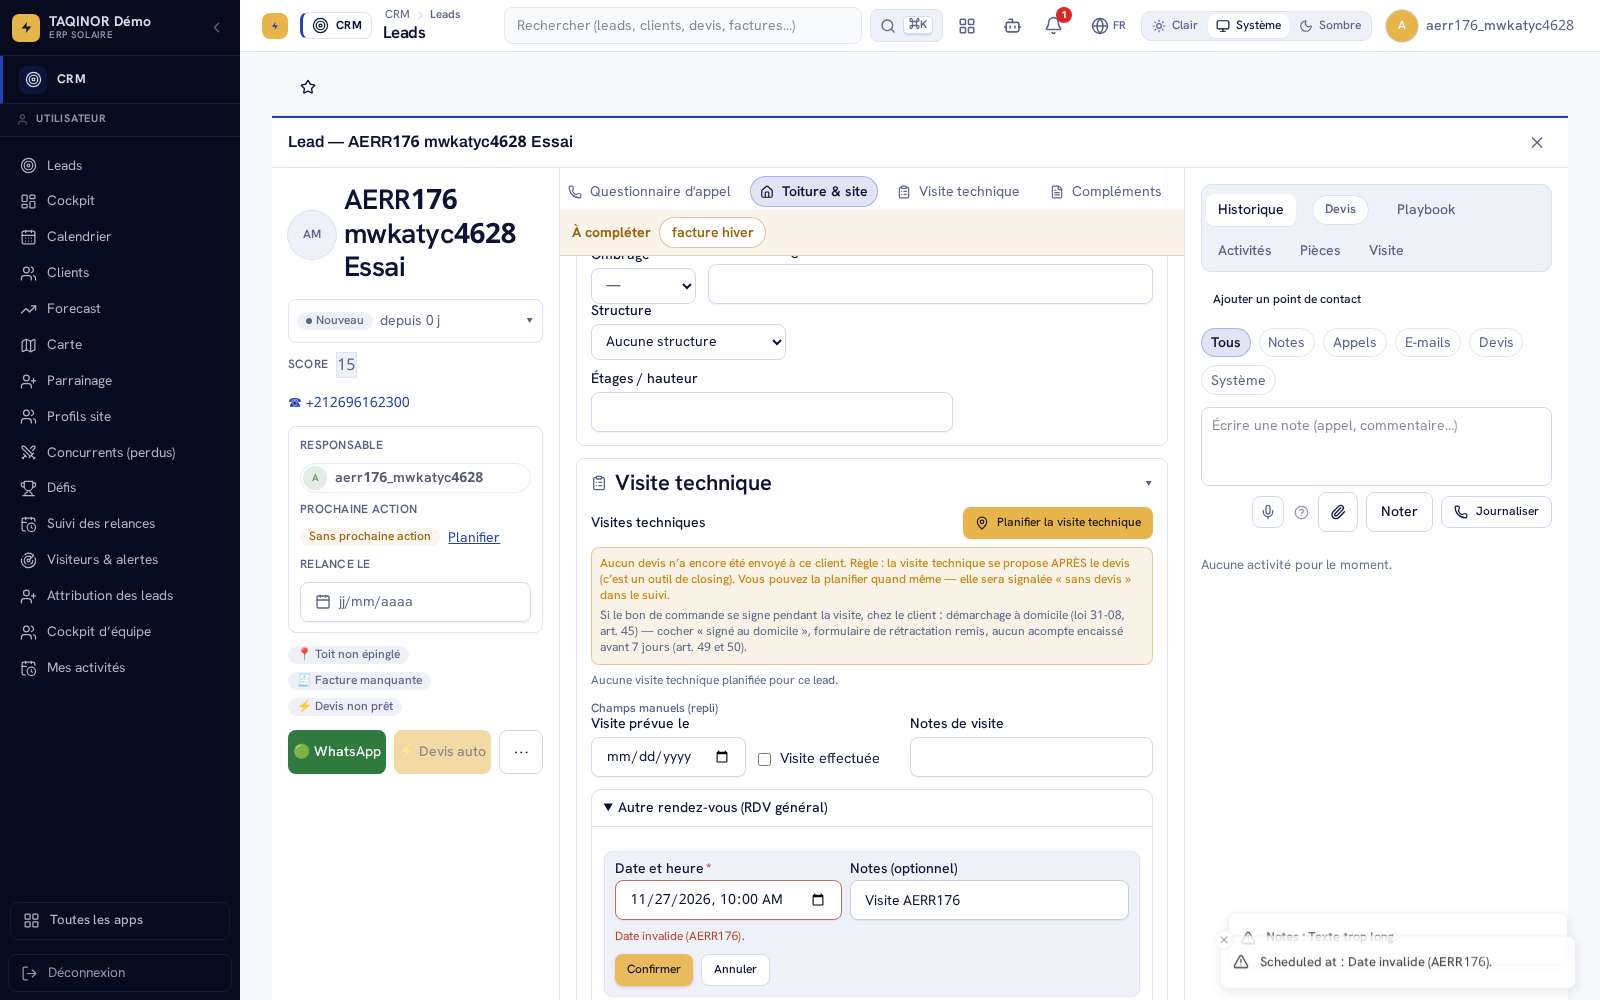 TAQINOR Démo
ERP SOLAIRE
CRM
UTILISATEUR
Leads
Cockpit
Calendrier
Clients
Forecast
Carte
Parrainage
Profils site
Concurrents (perdus)
Défis
Suivi des relances
Visiteurs & alertes
Attribution des leads
Cockpit d’équipe
Mes activités
Toutes les apps
Déconnexion
CRM
CRM Leads
Leads
Rechercher (leads, clients, devis, factures...)
⌘K
1
FR
Clair
Système
Sombre
A
aerr176_mwkatyc4628
Lead — AERR176 mwkatyc4628 Essai
AM
AERR176
mwkatyc4628
Essai
Nouveau depuis 0 j
SCORE 15
☎ +212696162300
RESPONSABLE
A aerr176_mwkatyc4628
PROCHAINE ACTION
Sans prochaine action Planifier
RELANCE LE
jj/mm/aaaa
📍 Toit non épinglé
🧾 Facture manquante
⚡ Devis non prêt
🟢 WhatsApp
⚡ Devis auto
...
Questionnaire d'appel
Toiture & site
Visite technique
Compléments
À compléter facture hiver
Ombrage
—
Structure
Aucune structure
Étages / hauteur
Visite technique
Visites techniques
Planifier la visite technique
Aucun devis n’a encore été envoyé à ce client. Règle : la visite technique se propose APRÈS le devis
(c’est un outil de closing). Vous pouvez la planifier quand même — elle sera signalée « sans devis »
dans le suivi.
Si le bon de commande se signe pendant la visite, chez le client : démarchage à domicile (loi 31-08,
art. 45) — cocher « signé au domicile », formulaire de rétractation remis, aucun acompte encaissé
avant 7 jours (art. 49 et 50).
Aucune visite technique planifiée pour ce lead.
Champs manuels (repli)
Visite prévue le
mm/dd/yyyy
Visite effectuée
Notes de visite
Autre rendez-vous (RDV général)
Date et heure *
11/27/2026, 10:00 AM
Notes (optionnel)
Visite AERR176
Date invalide (AERR176).
Confirmer
Annuler
Historique
Devis
Playbook
Activités
Pièces
Visite
Ajouter un point de contact
Tous
Notes
Appels
E-mails
Devis
Système
Écrire une note (appel, commentaire...)
Noter
Journaliser
Aucune activité pour le moment.
Notes : Texte trop long.
Scheduled at : Date invalide (AERR176).